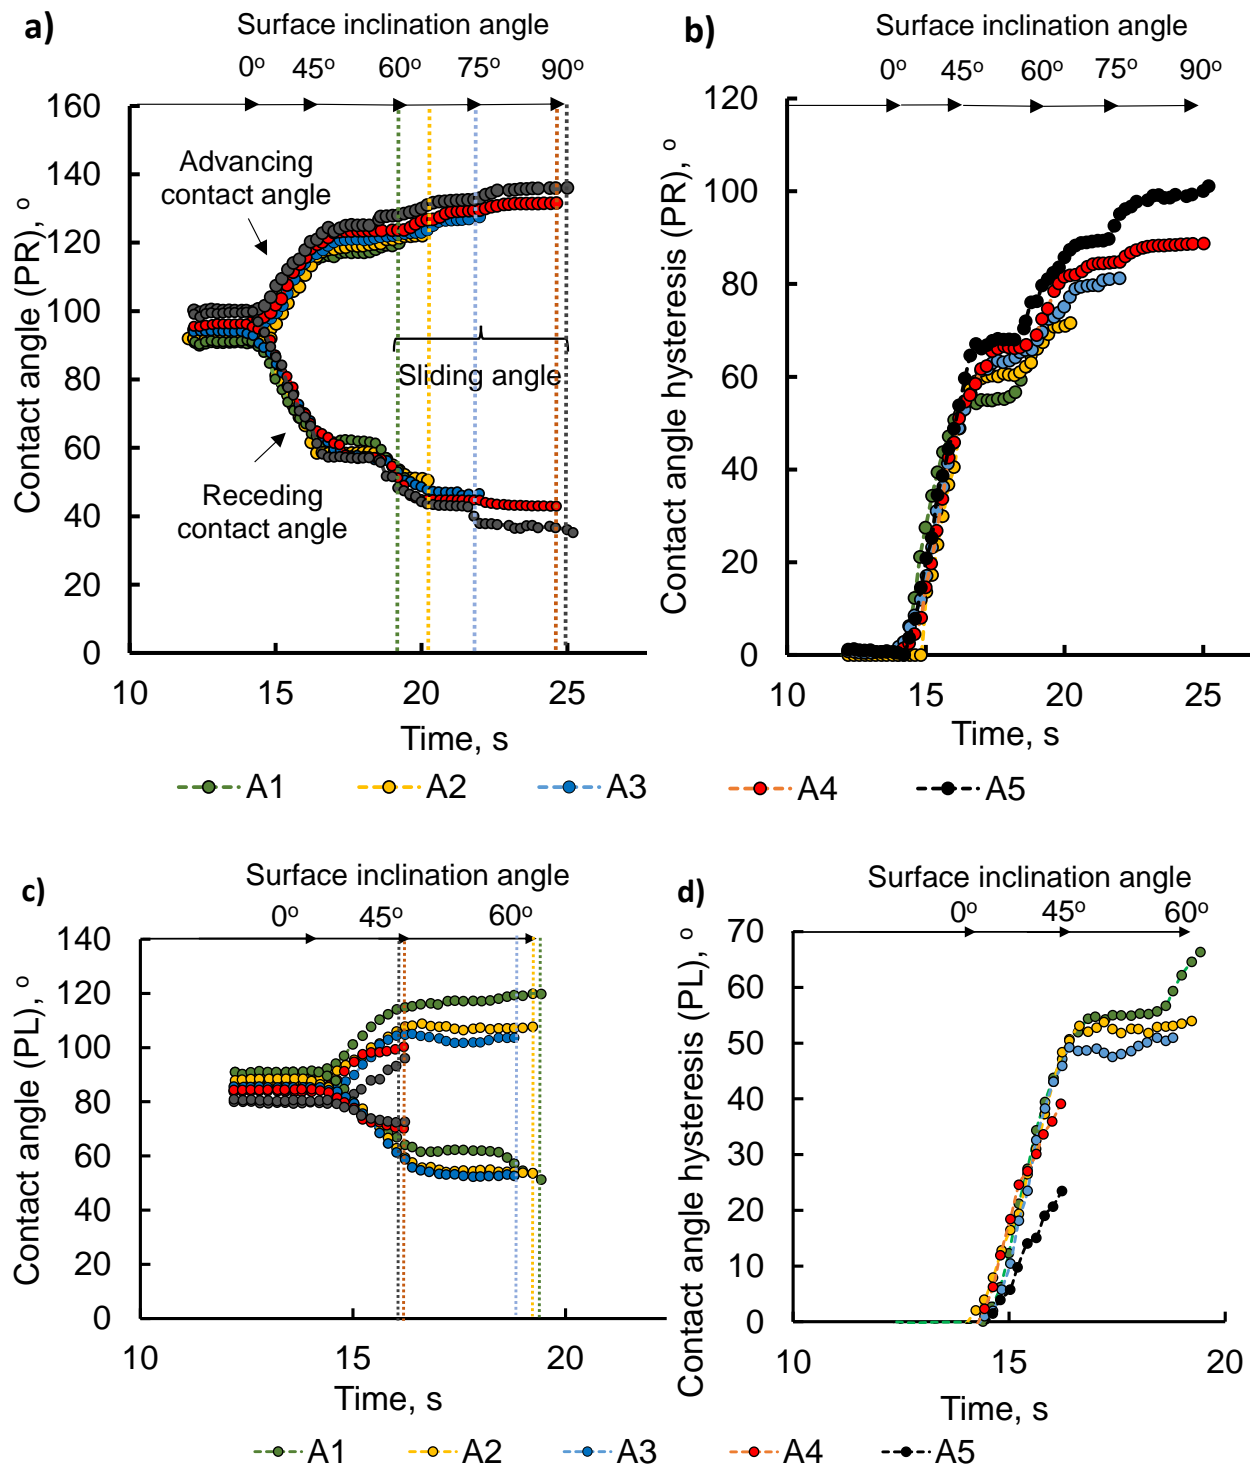 a)
Surface inclination angle
0° 45° 60° 75° 90°
Contact angle (PR), °
160
140
120
100
80
60
40
20
0
Advancing
contact angle
Sliding angle
Receding
contact angle
10 15 20 25
Time, s
b)
Surface inclination angle
0° 45° 60° 75° 90°
Contact angle hysteresis (PR), °
120
100
80
60
40
20
0
10 15 20 25
Time, s
A1 A2 A3 A4 A5
c)
Surface inclination angle
0° 45° 60°
Contact angle (PL), °
140
120
100
80
60
40
20
0
10 15 20
Time, s
d)
Surface inclination angle
0° 45° 60°
Contact angle hysteresis (PL), °
70
60
50
40
30
20
10
0
10 15 20
Time, s
A1 A2 A3 A4 A5